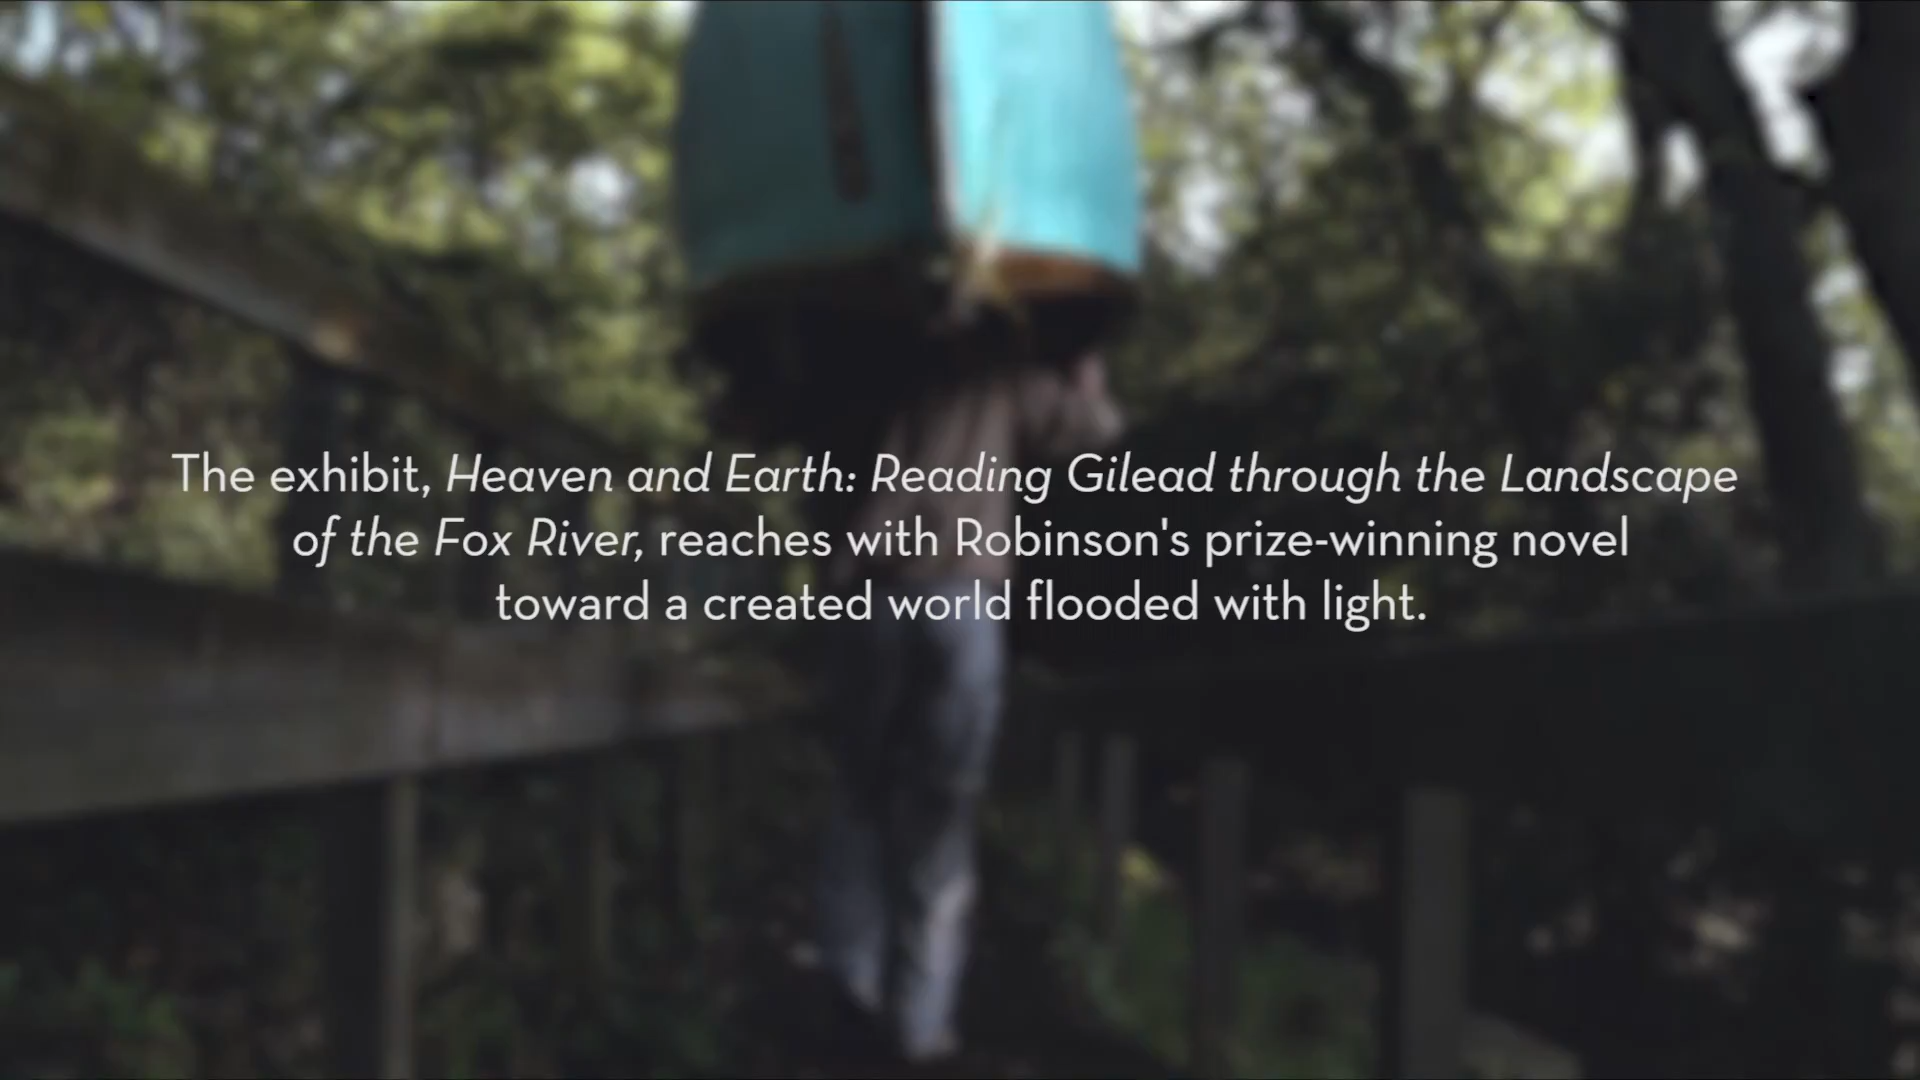 The exhibit, Heaven and Earth: Reading Gilead through the Landscape
of the Fox River, reaches with Robinson's prize-winning novel
toward a created world flooded with light.